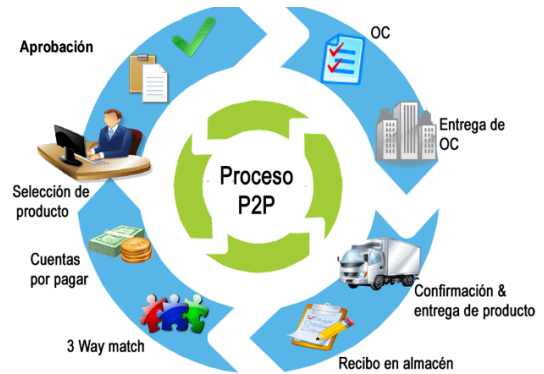 Aprobación
OC
Entrega de
OC
Confirmación &
entrega de producto
Recibo en almacén
3 Way match
Cuentas
por pagar
Selección de
producto
Proceso
P2P